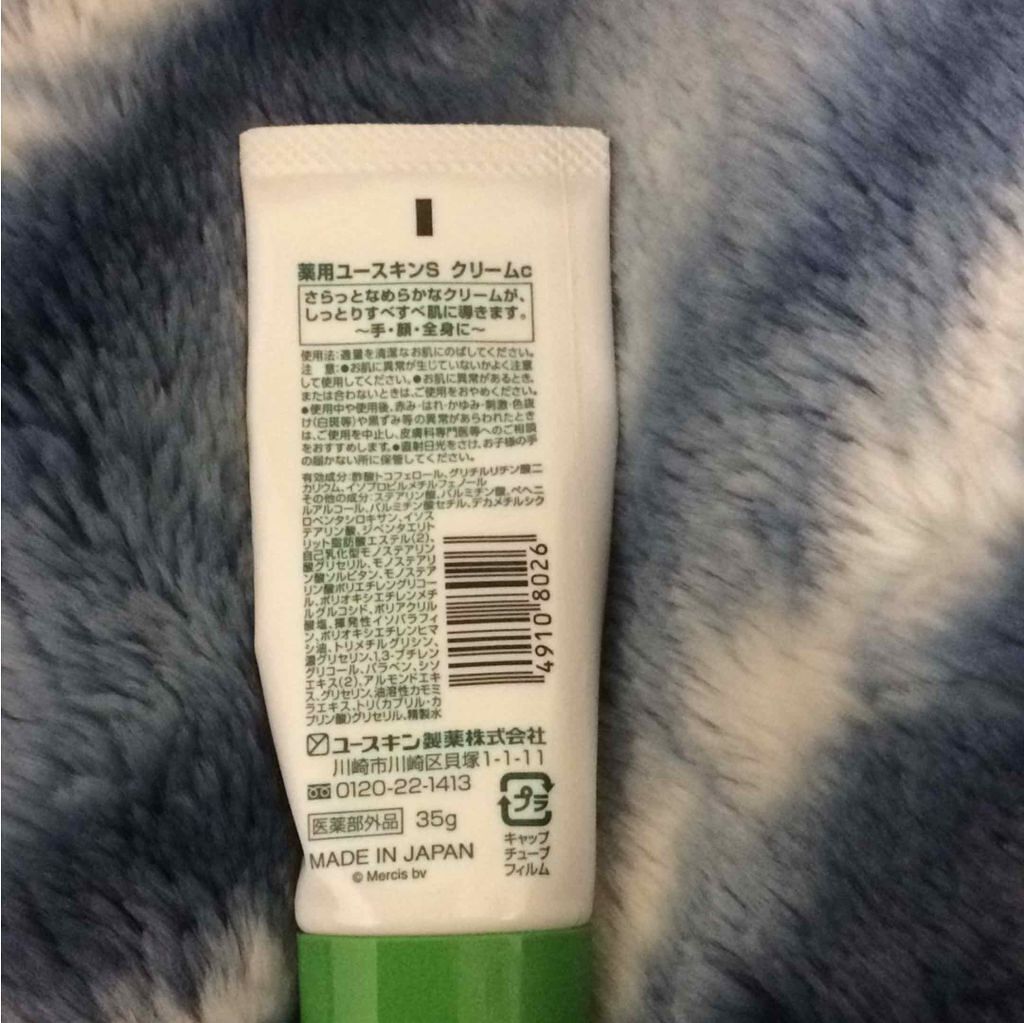 薬用ユースキンS クリームc
さらっとなめらかなクリームが、
しっとりすべすべ肌に導きます。
～手・顔・全身に～
使用法:適量を清潔なお肌にのばしてください。
注 意:●お肌に異常が生じていないかよく注意
して使用してください。●お肌に異常があるとき、
または合わないときは、ご使用をおやめください。
●使用中や使用後、赤み・はれ・かゆみ・刺激・色抜
け(白斑等)や黒ずみ等の異常があらわれたとき
は、ご使用を中止し、皮膚科専門医等へのご相談
をおすすめします。●直射日光をさけ、お子様の手
の届かない所に保管してください。
有効成分:酢酸トコフェロール、グリチルリチン酸二
カリウム、イソプロピルメチルフェノール
その他の成分:ステアリン酸、パルミチン酸、ベヘニ
ルアルコール、パルミチン酸セチル、デカメチルシク
ロペンタシロキサン、イソス
テアリン酸、ジペンタエリト
リット脂肪酸エステル(2)、
自己乳化型モノステアリン
酸グリセリル、モノステアリ
ン酸ソルビタン、モノステア
リン酸ポリエチレングリコー
ル、ポリオキシエチレンメチ
ルグルコシド、ポリアクリル
酸塩、揮発性イソパラフィ
ン、ポリオキシエチレンヒマ
シ油、トリメチルグリシン、
濃グリセリン、1,3-ブチレン
グリコール、パラベン、シソ
エキス(2)、アルモンドエキ
ス、グリセリン、油溶性カモミ
ラエキス、トリ(カプリル・カ
プリン酸)グリセリル、精製水
4910 8026
ユースキン製薬株式会社
川崎市川崎区貝塚1-1-11
0120-22-1413
医薬部外品 35g
プラ
キャップ
チューブ
フィルム
MADE IN JAPAN
© Mercis bv